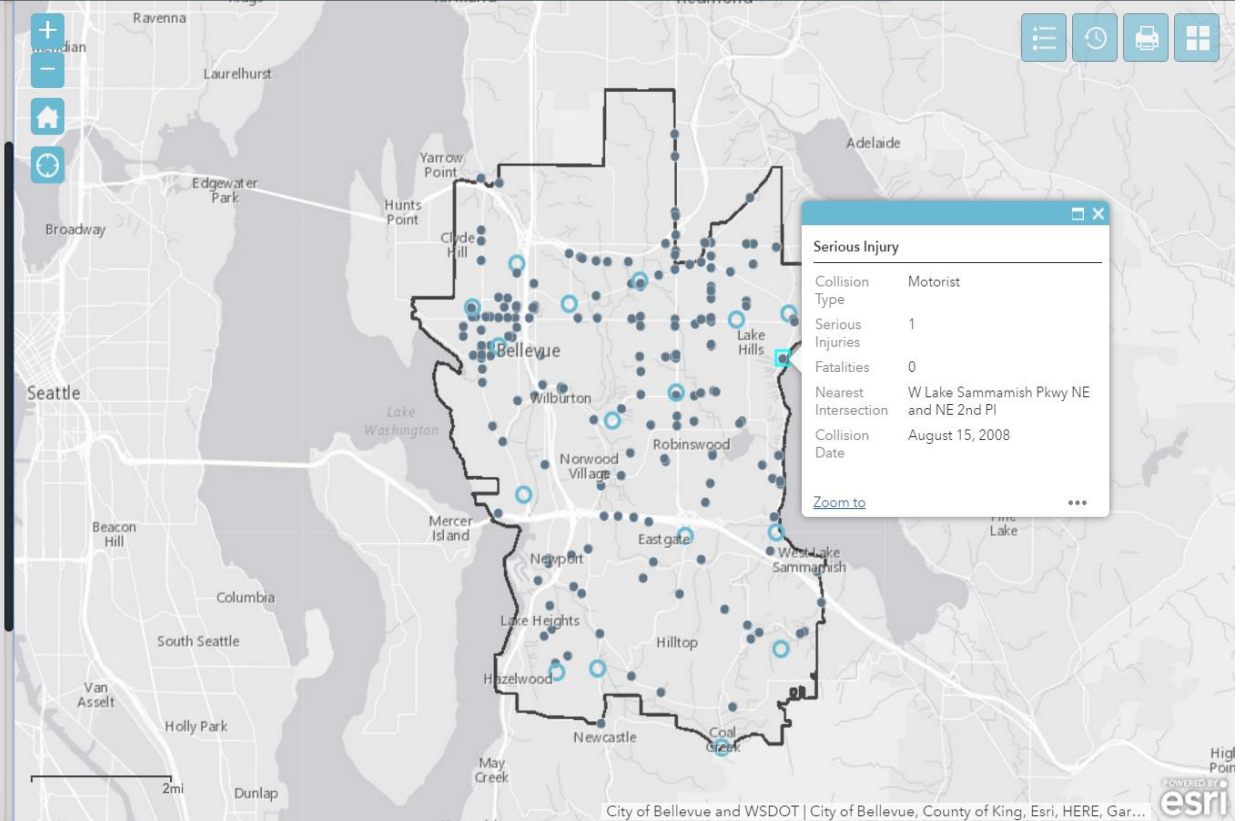 Redmond
Ravenna
Laurelhurst
Adelaide
Yarrow
Point
Edgewater
Park
Hunts
Point
Broadway
Clyde
Hill
Serious Injury
Collision Type
Motorist
Serious Injuries
1
Fatalities
0
Nearest Intersection
W Lake Sammamish Pkwy NE
and NE 2nd Pl
Collision Date
August 15, 2008
Zoom to
Lake
Hills
Bellevue
Seattle
Wilburton
Lake
Washington
Robinswood
Norwood
Village
Mercer
Island
Beacon
Hill
Eastgate
Lake
Newport
West Lake
Sammamish
Columbia
Lake Heights
South Seattle
Hilltop
Hazelwood
Van
Asselt
Holly Park
Newcastle
Coal
Creek
May
Creek
2mi
Dunlap
High
Poin
City of Bellevue and WSDOT | City of Bellevue, County of King, Esri, HERE, Gar...
POWERED BY
esri